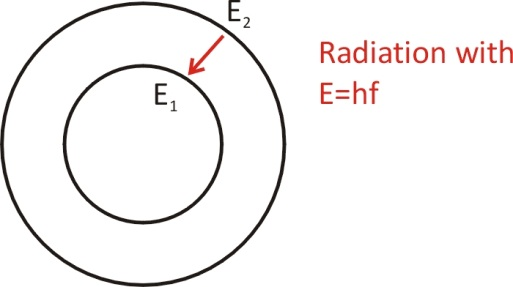 E₂
E₁
Radiation with
E=hf